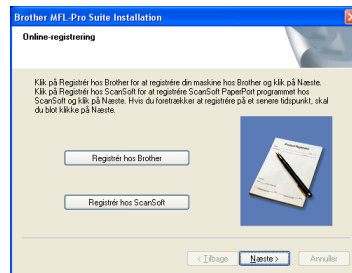 Brother MFL-Pro Suite Installation
Online-registrering
Klik på Registrér hos Brother for at registrére din maskine hos Brother og klik på Næste.
Klik på Registrér hos ScanSoft for at registrére ScanSoft PaperPort programmet hos
ScanSoft og klik på Næste. Hvis du foretrækker at registrére på et senere tidspunkt, skal
du blot klikke på Næste.
Registrér hos Brother
Registrér hos ScanSoft
< Tilbage Næste > Annuller